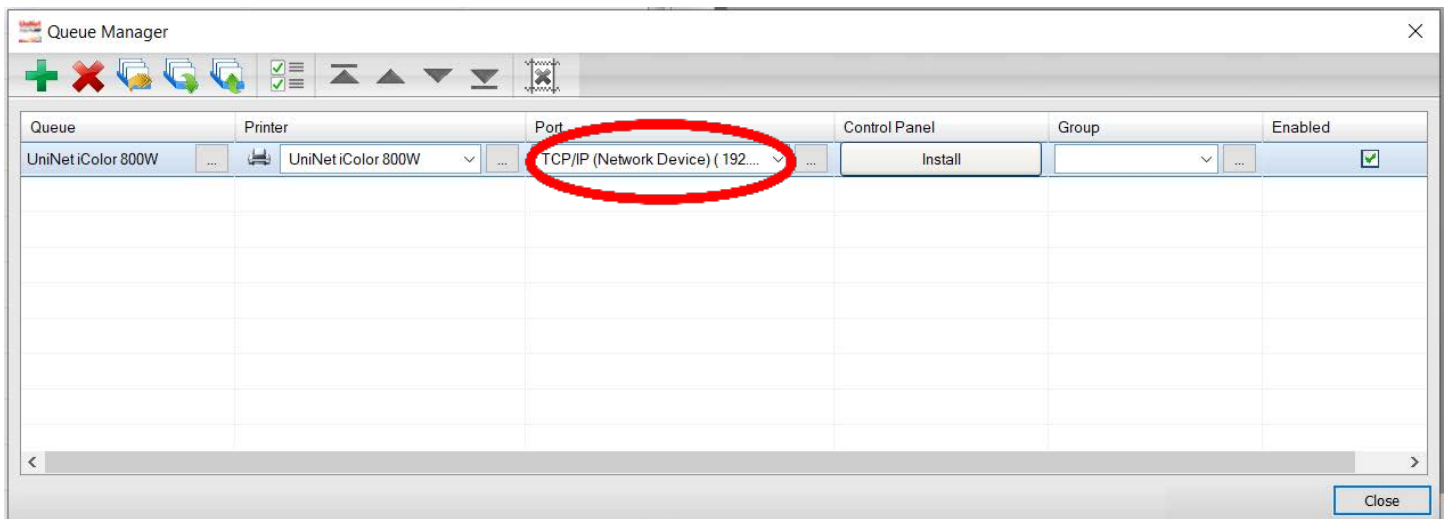 Queue Manager
Queue Printer Port Control Panel Group Enabled
UniNet iColor 800W ... UniNet iColor 800W ... TCP/IP (Network Device) ( 192.... ... Install ...
Close